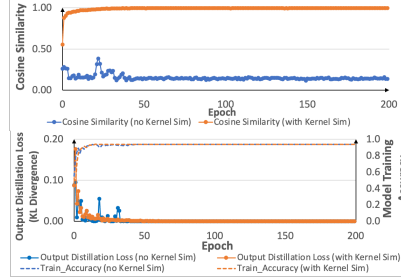 Cosine Similarity
1.00
0.50
0.00
0 50 100 150 200
Epoch
Cosine Similarity (no Kernel Sim) Cosine Similarity (with Kernel Sim)
Output Distillation Loss
(KL Divergence)
0.20
0.10
0.00
0 50 100 150 200
Epoch
1.0
0.8
0.6
0.4
0.2
0.0
Model Training
Output Distillation Loss (no Kernel Sim) Output Distillation Loss (with Kernel Sim)
Train_Accuracy (no Kernel Sim) Train_Accuracy (with Kernel Sim)